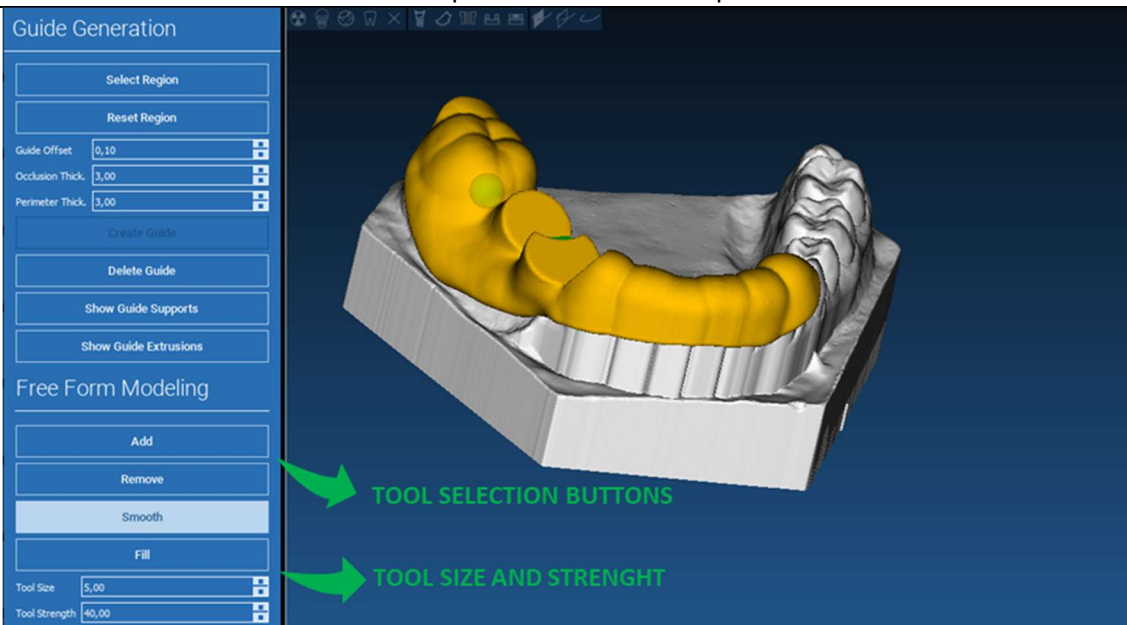 Guide Generation
Select Region
Reset Region
Guide Offset 0,10
Occlusion Thick. 3,00
Perimeter Thick. 3,00
Create Guide
Delete Guide
Show Guide Supports
Show Guide Extrusions
Free Form Modeling
Add
Remove
TOOL SELECTION BUTTONS
Smooth
Fill
TOOL SIZE AND STRENGHT
Tool Size 5,00
Tool Strength 40,00